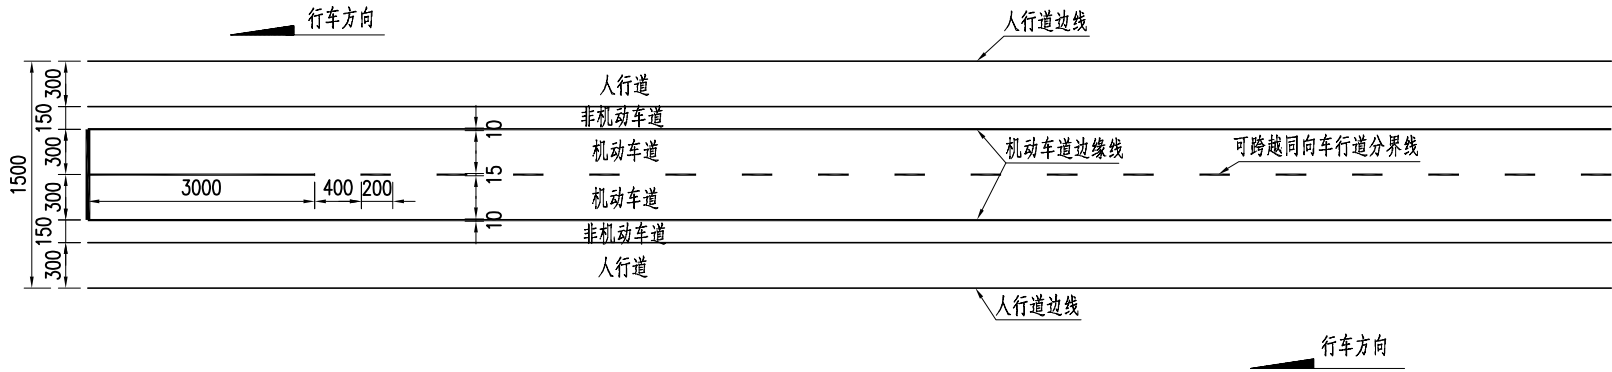 行车方向
人行道边线
300
人行道
150
非机动车道
10
300
机动车道
机动车道边缘线
可跨越同向车行道分界线
1500
15
3000
400
200
300
机动车道
10
150
非机动车道
300
人行道
人行道边线
行车方向